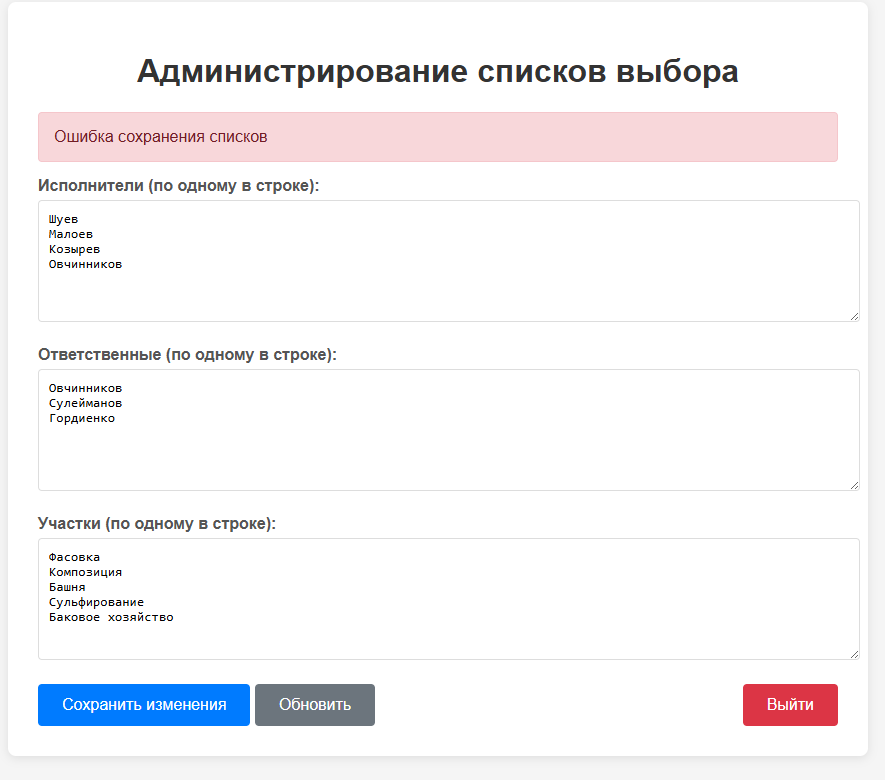 Администрирование списков выбора
Ошибка сохранения списков
Исполнители (по одному в строке):
Шуев
Малоев
Козырев
Овчинников
Ответственные (по одному в строке):
Овчинников
Сулейманов
Гордиенко
Участки (по одному в строке):
Фасовка
Композиция
Башня
Сульфирование
Баковое хозяйство
Сохранить изменения Обновить Выйти